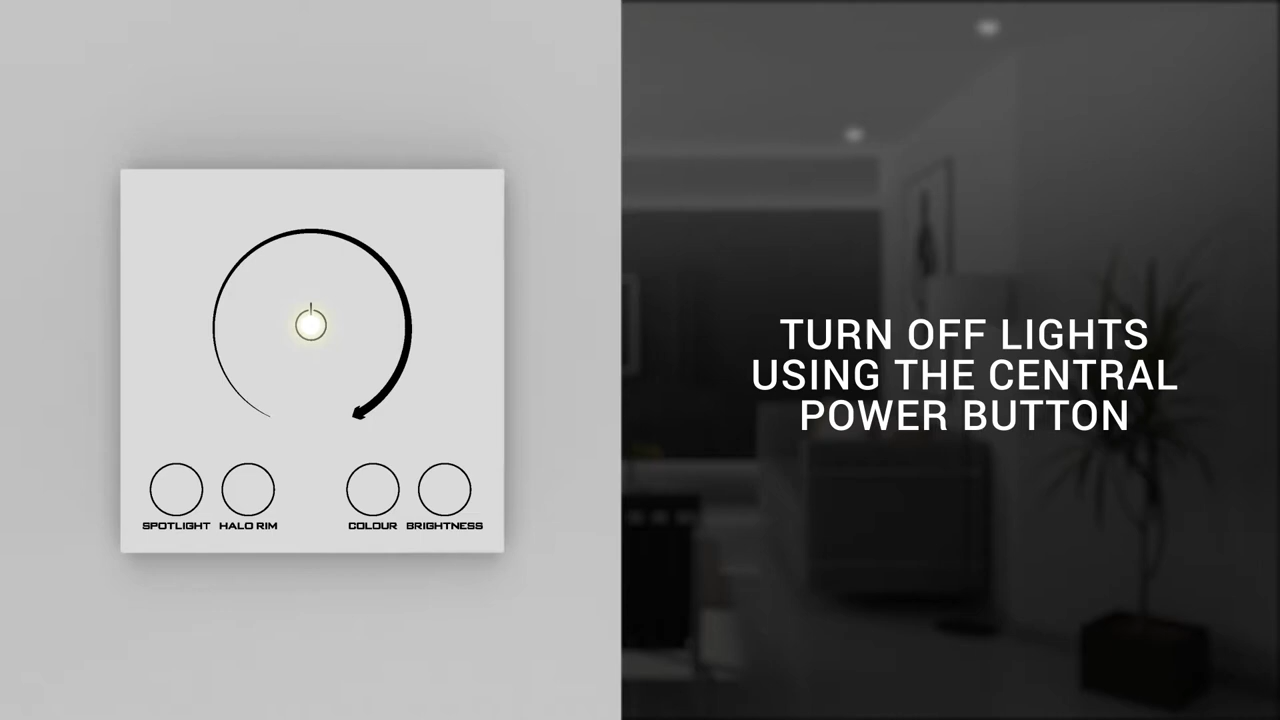 SPOTLIGHT HALO RIM COLOUR BRIGHTNESS
TURN OFF LIGHTS
USING THE CENTRAL
POWER BUTTON